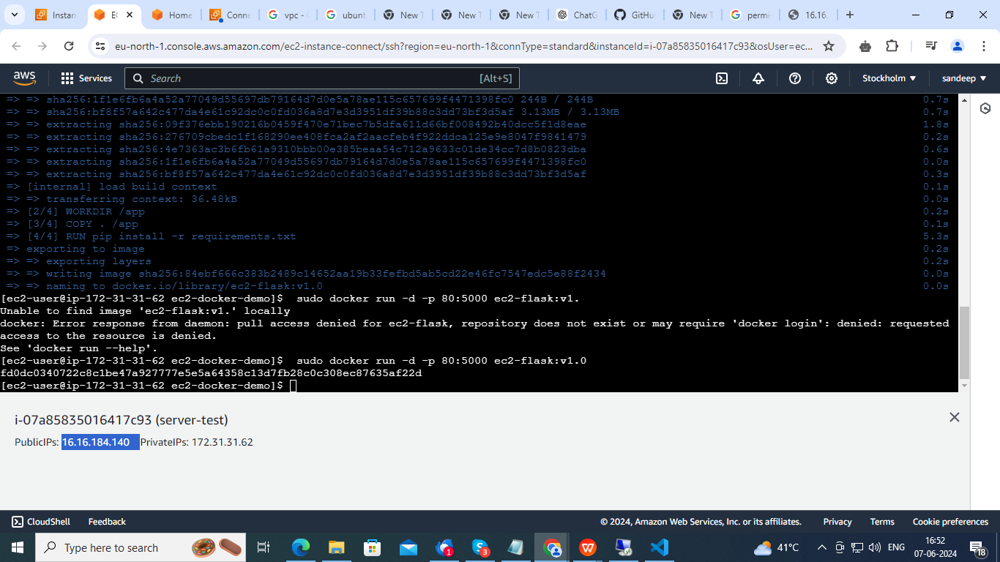 Instan
EC
Home
Conne
vpc - G
ubunt
New T
New T
New T
ChatG
GitHu
New T
permi
16.16.
eu-north-1.console.aws.amazon.com/ec2-instance-connect/ssh?region=eu-north-1&connType=standard&instanceId=i-07a85835016417c93&osUser=ec...
aws
Services
Search
[Alt+S]
Stockholm
sandeep
=> => sha256:1f1e6fb6a4a52a77049d55697db79164d7d0e5a78ae115c657699f4471398fc0 244B / 244B 0.7s
=> => sha256:bf8f57a642c477da4e61c92dc0c0fd036a8d7e3d3951df39b88c3dd73bf3d5af 3.13MB / 3.13MB 0.7s
=> => extracting sha256:09f376ebb190216b0459f470e71bec7b5dfa611d66bf008492b40dcc5f1d8eae 1.8s
=> => extracting sha256:276709cbedc1f168290ee408fca2af2aacfeb4f922ddca125e9e8047f9841479 0.2s
=> => extracting sha256:4e7363ac3b6fb61a9310bbb00e385beaa54c712a9633c01de34cc7d8b0823dba 0.6s
=> => extracting sha256:1f1e6fb6a4a52a77049d55697db79164d7d0e5a78ae115c657699f4471398fc0 0.0s
=> => extracting sha256:bf8f57a642c477da4e61c92dc0c0fd036a8d7e3d3951df39b88c3dd73bf3d5af 0.3s
=> [internal] load build context 0.1s
=> => transferring context: 36.48kB 0.0s
=> [2/4] WORKDIR /app 0.2s
=> [3/4] COPY . /app 0.1s
=> [4/4] RUN pip install -r requirements.txt 5.3s
=> exporting to image 0.2s
=> => exporting layers 0.2s
=> => writing image sha256:84ebf666c383b2489c14652aa19b33fefbd5ab5cd22e46fc7547edc5e88f2434 0.0s
=> => naming to docker.io/library/ec2-flask:v1.0 0.0s
[ec2-user@ip-172-31-31-62 ec2-docker-demo]$  sudo docker run -d -p 80:5000 ec2-flask:v1.
Unable to find image 'ec2-flask:v1.' locally
docker: Error response from daemon: pull access denied for ec2-flask, repository does not exist or may require 'docker login': denied: requested
access to the resource is denied.
See 'docker run --help'.
[ec2-user@ip-172-31-31-62 ec2-docker-demo]$  sudo docker run -d -p 80:5000 ec2-flask:v1.0
fd0dc0340722c8c1be47a927777e5e5a64358c13d7fb28c0c308ec87635af22d
[ec2-user@ip-172-31-31-62 ec2-docker-demo]$
i-07a85835016417c93 (server-test)
PublicIPs: 16.16.184.140 PrivateIPs: 172.31.31.62
CloudShell
Feedback
© 2024, Amazon Web Services, Inc. or its affiliates.
Privacy
Terms
Cookie preferences
Type here to search
1
3
41°C
ENG
16:52
07-06-2024
18